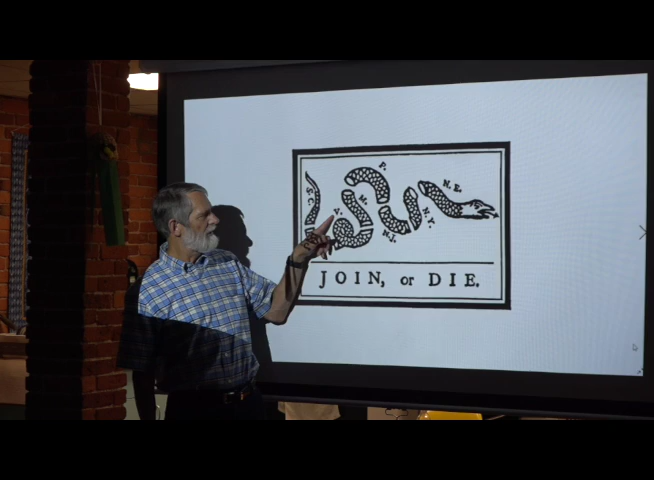 P.
N.E.
S.C.
V.
M.
N.Y.
N.J.
JOIN, or DIE.